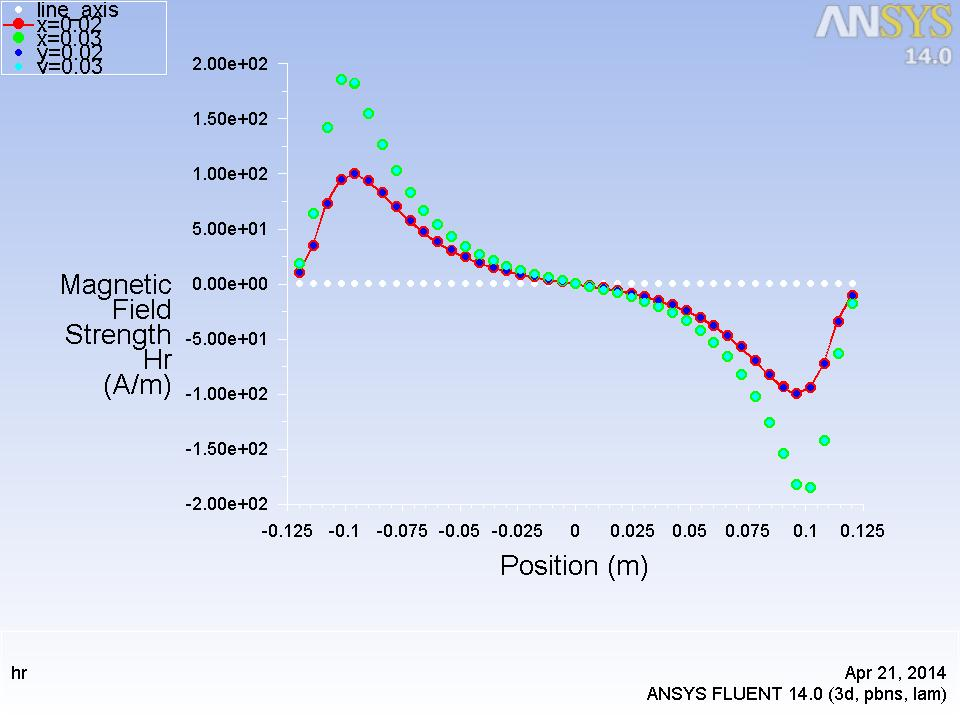 line_axis
x=0.02
x=0.03
y=0.02
y=0.03
ANSYS
14.0
2.00e+02
1.50e+02
1.00e+02
5.00e+01
0.00e+00
-5.00e+01
-1.00e+02
-1.50e+02
-2.00e+02
Magnetic
Field
Strength
Hr
(A/m)
-0.125 -0.1 -0.075 -0.05 -0.025 0 0.025 0.05 0.075 0.1 0.125
Position (m)
hr
Apr 21, 2014
ANSYS FLUENT 14.0 (3d, pbns, lam)